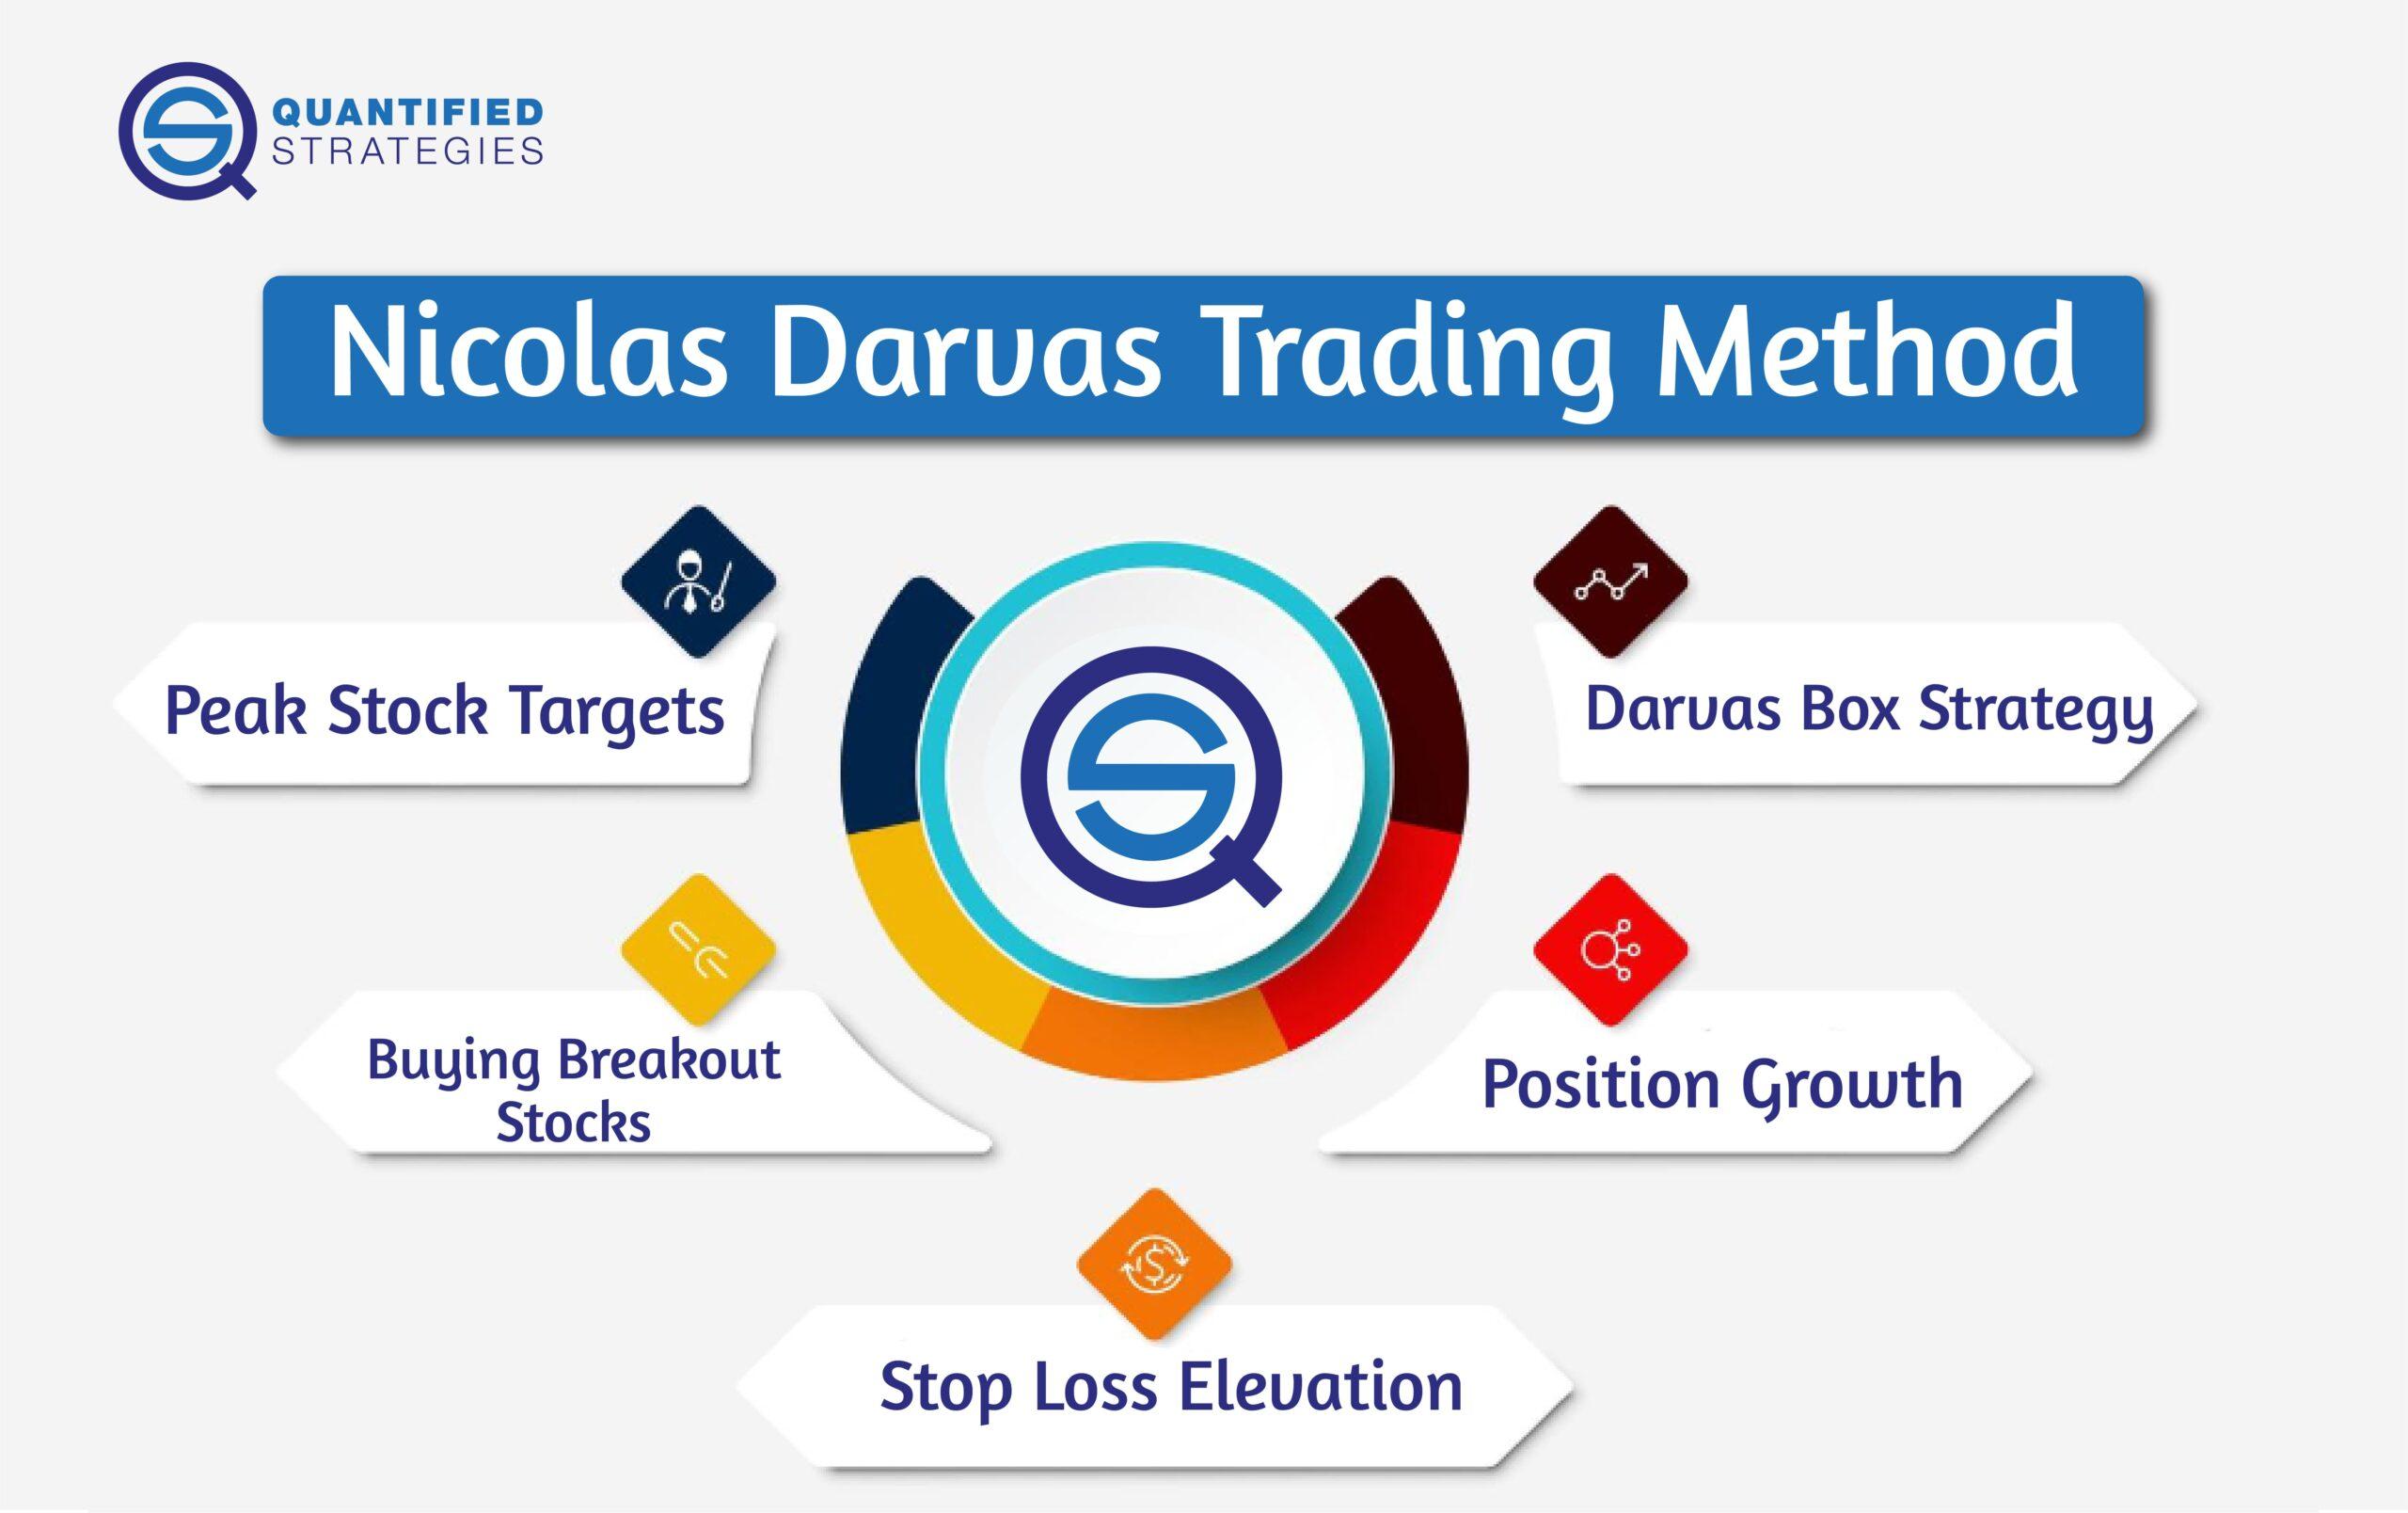 QUANTIFIED
STRATEGIES
Nicolas Darvas Trading Method
Peak Stock Targets
Darvas Box Strategy
Buying Breakout
Stocks
Position Growth
Stop Loss Elevation